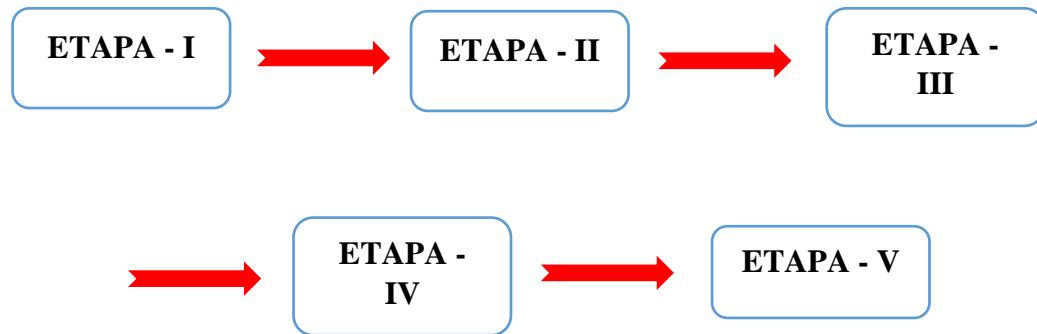 ETAPA - I
ETAPA - II
ETAPA -
III
ETAPA -
IV
ETAPA - V